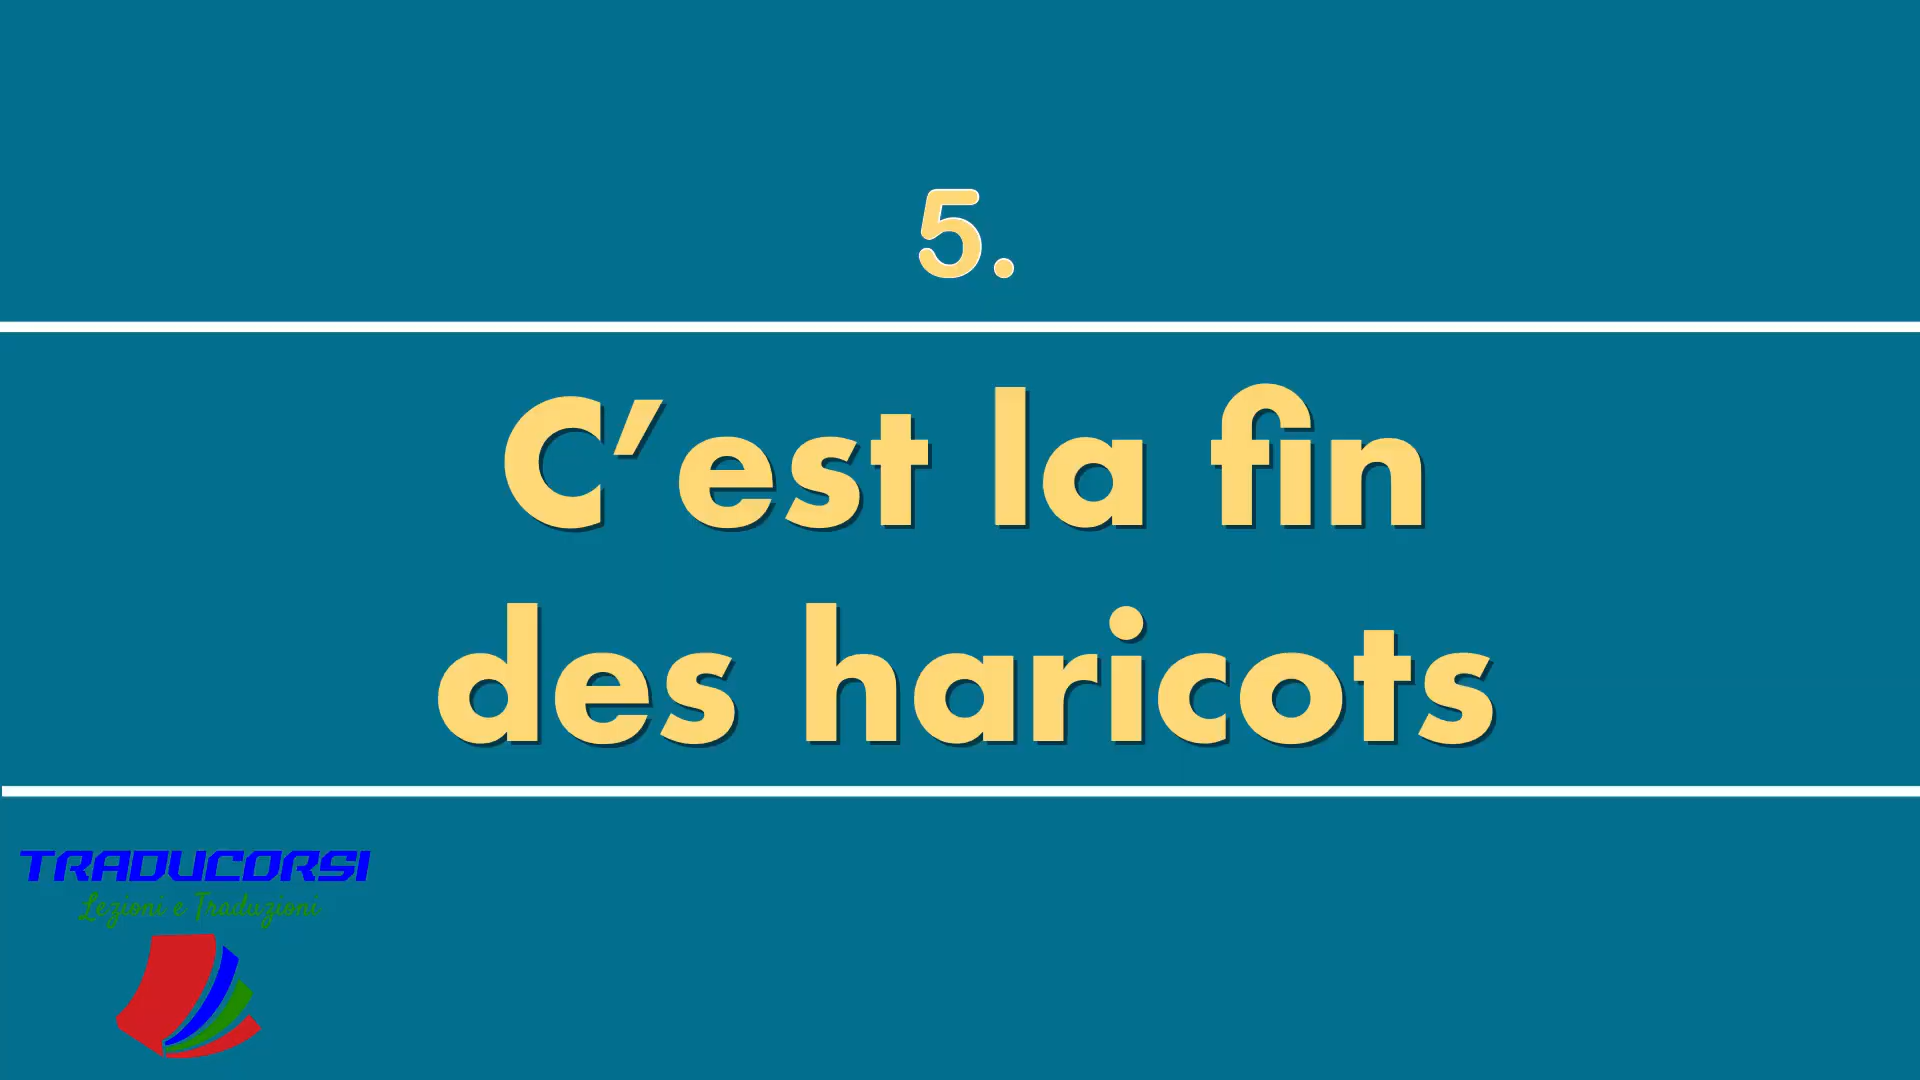 5.
C’est la fin
des haricots
TRADUCORSI
Lezioni e Traduzioni